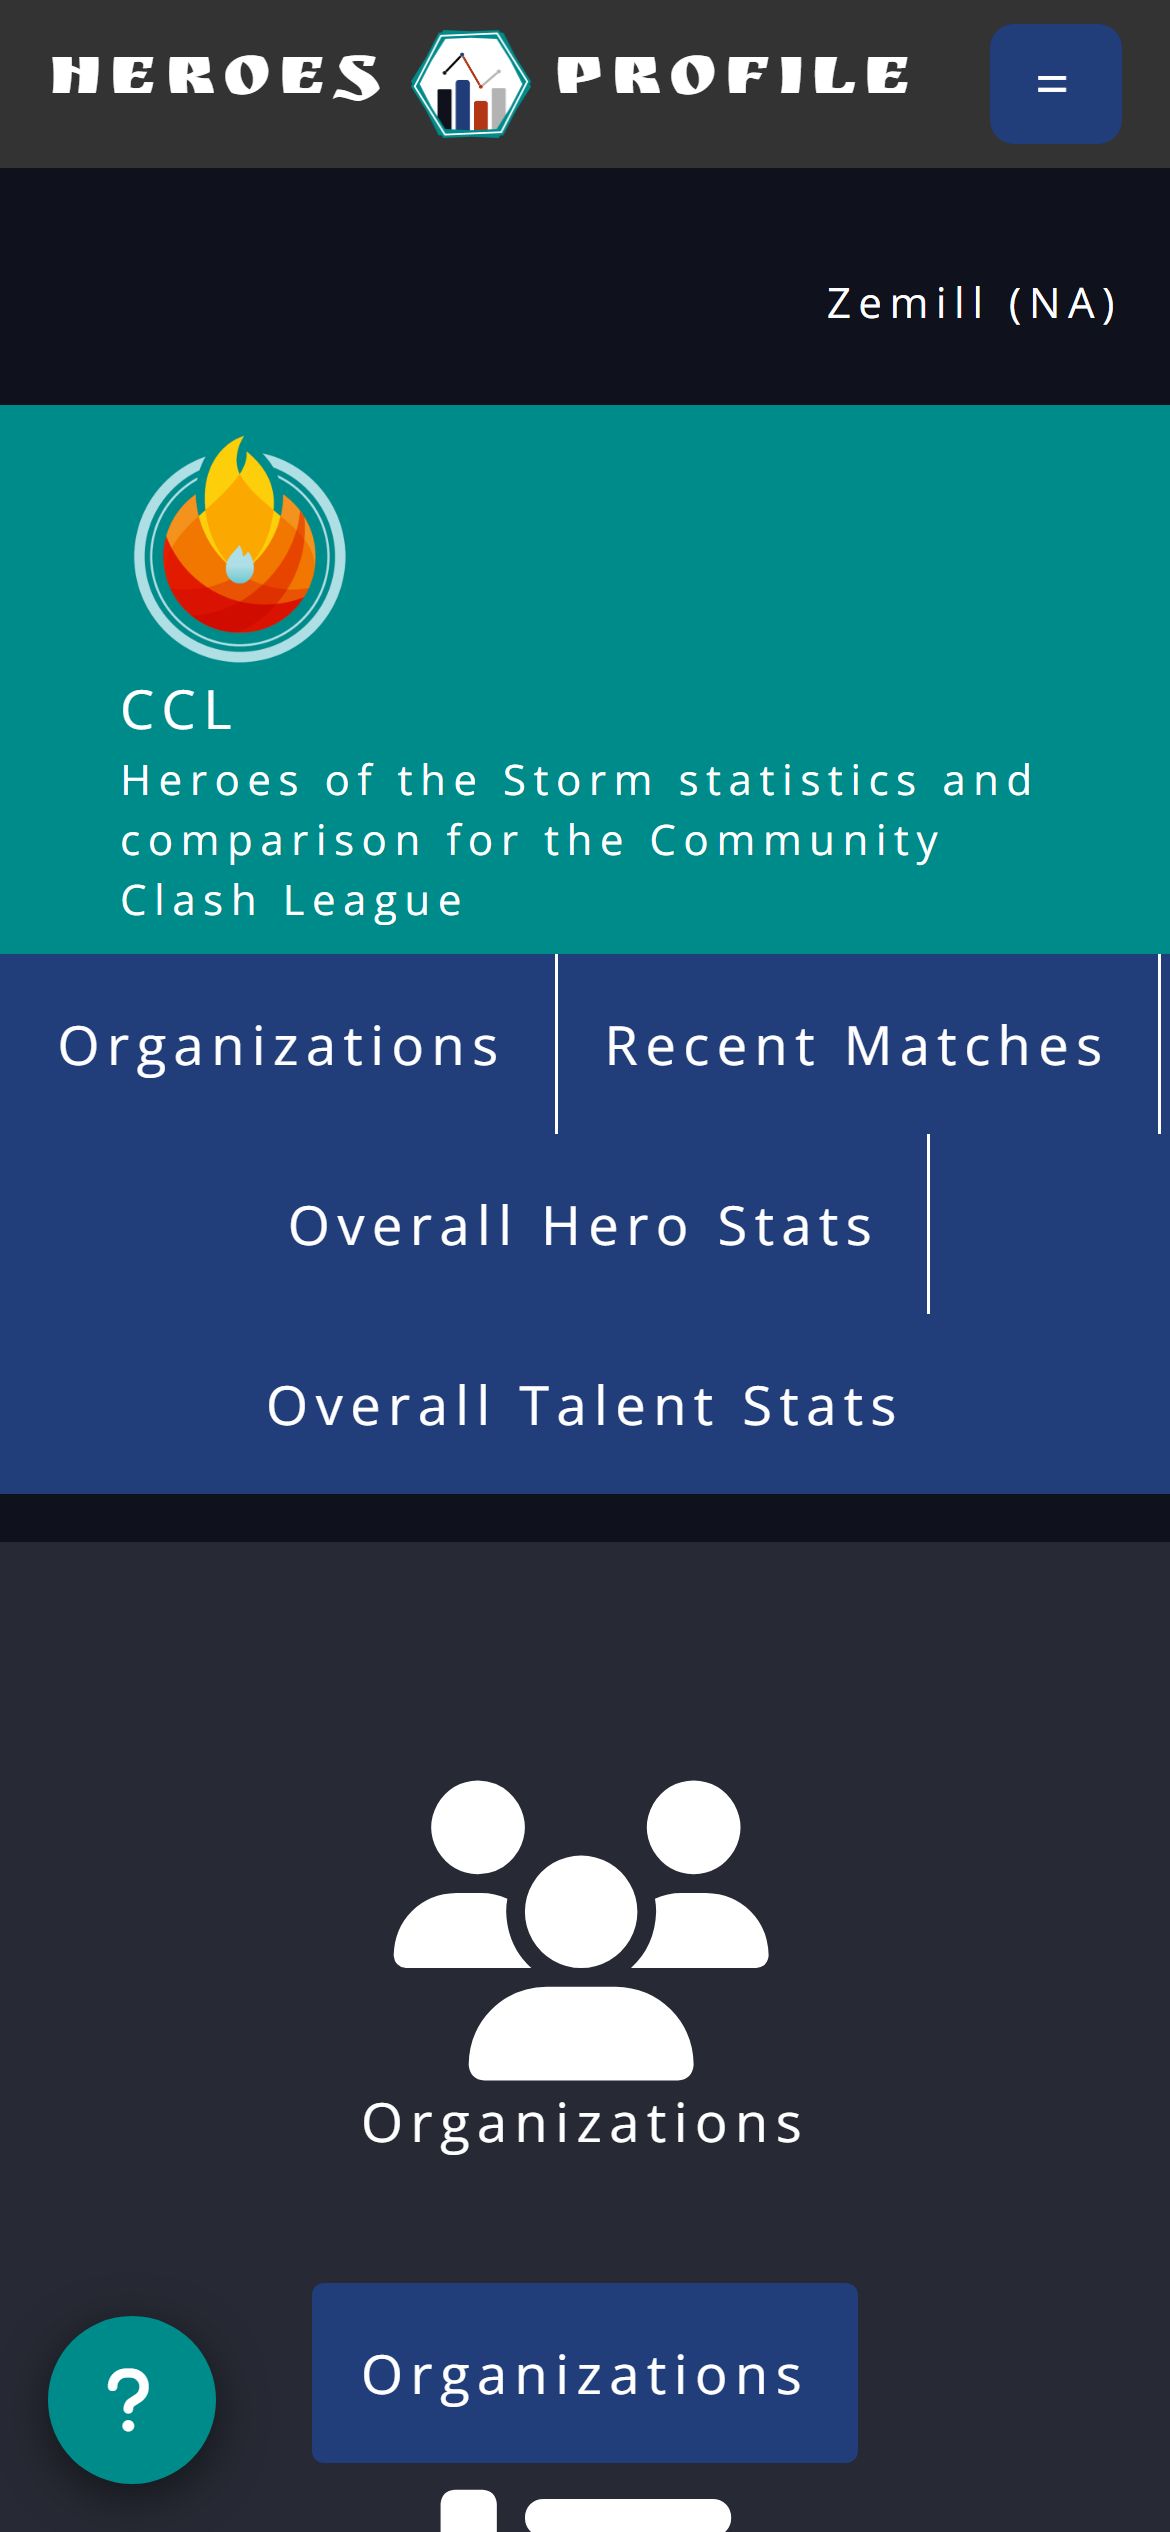 HEROES PROFILE
=
Zemill (NA)
CCL
Heroes of the Storm statistics and
comparison for the Community
Clash League
Organizations
Recent Matches
Overall Hero Stats
Overall Talent Stats
Organizations
Organizations
?